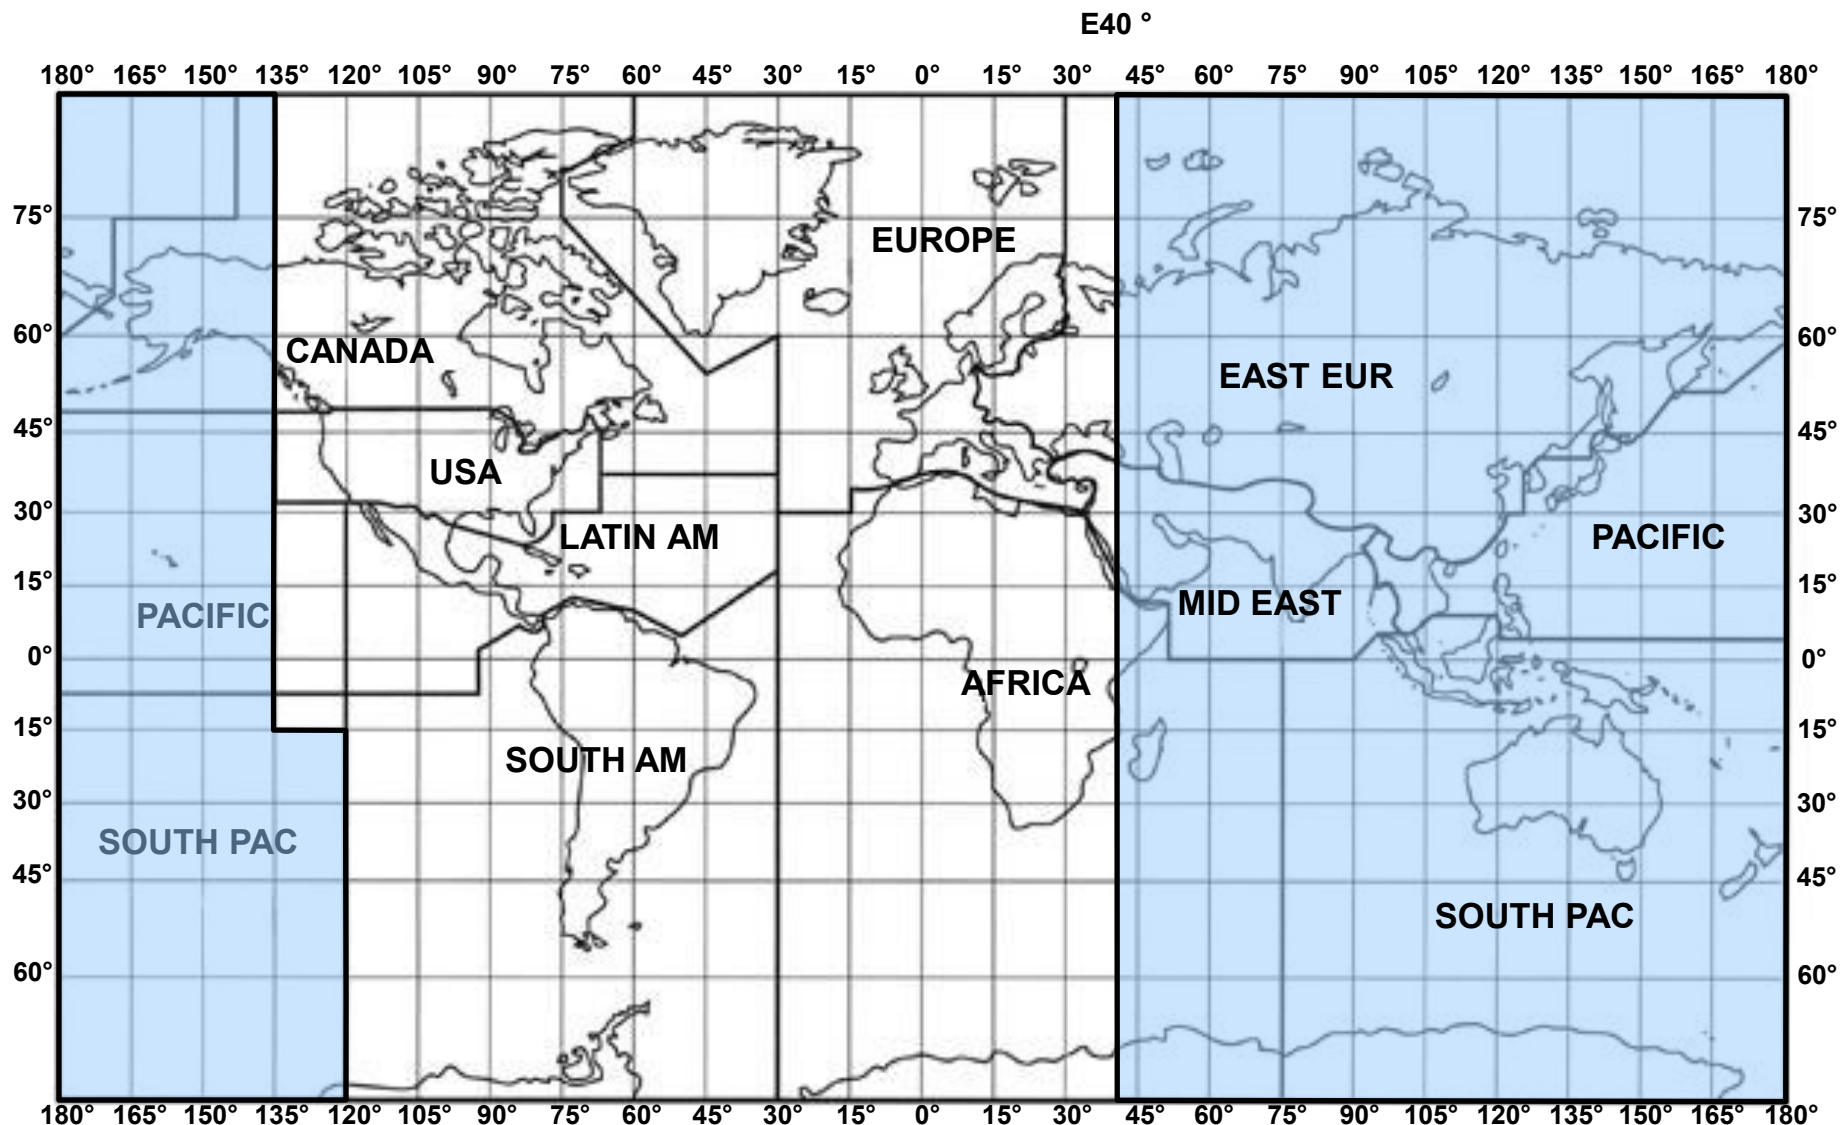 E40 °
180° 165° 150° 135° 120° 105° 90° 75° 60° 45° 30° 15° 0° 15° 30° 45° 60° 75° 90° 105° 120° 135° 150° 165° 180°
75° 75°
EUROPE
60° 60°
CANADA
EAST EUR
45° 45°
USA
30° 30°
LATIN AM PACIFIC
15° 15°
MID EAST
PACIFIC
0° 0°
AFRICA
15° 15°
SOUTH AM
30° 30°
SOUTH PAC
45° 45°
SOUTH PAC
60° 60°
180° 165° 150° 135° 120° 105° 90° 75° 60° 45° 30° 15° 0° 15° 30° 45° 60° 75° 90° 105° 120° 135° 150° 165° 180°